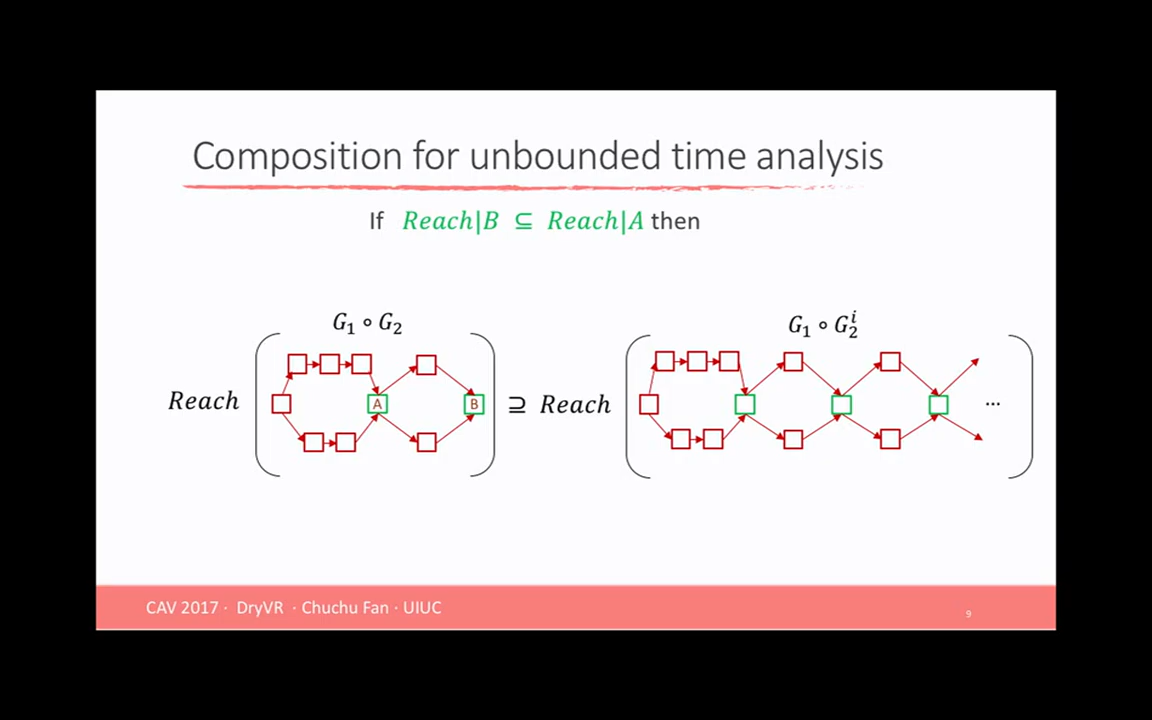 Composition for unbounded time analysis
If Reach|B ⊆ Reach|A then
G₁ ∘ G₂
G₁ ∘ G₂ⁱ
Reach
A
B
⊇ Reach
...
CAV 2017 · DryVR · Chuchu Fan · UIUC
9